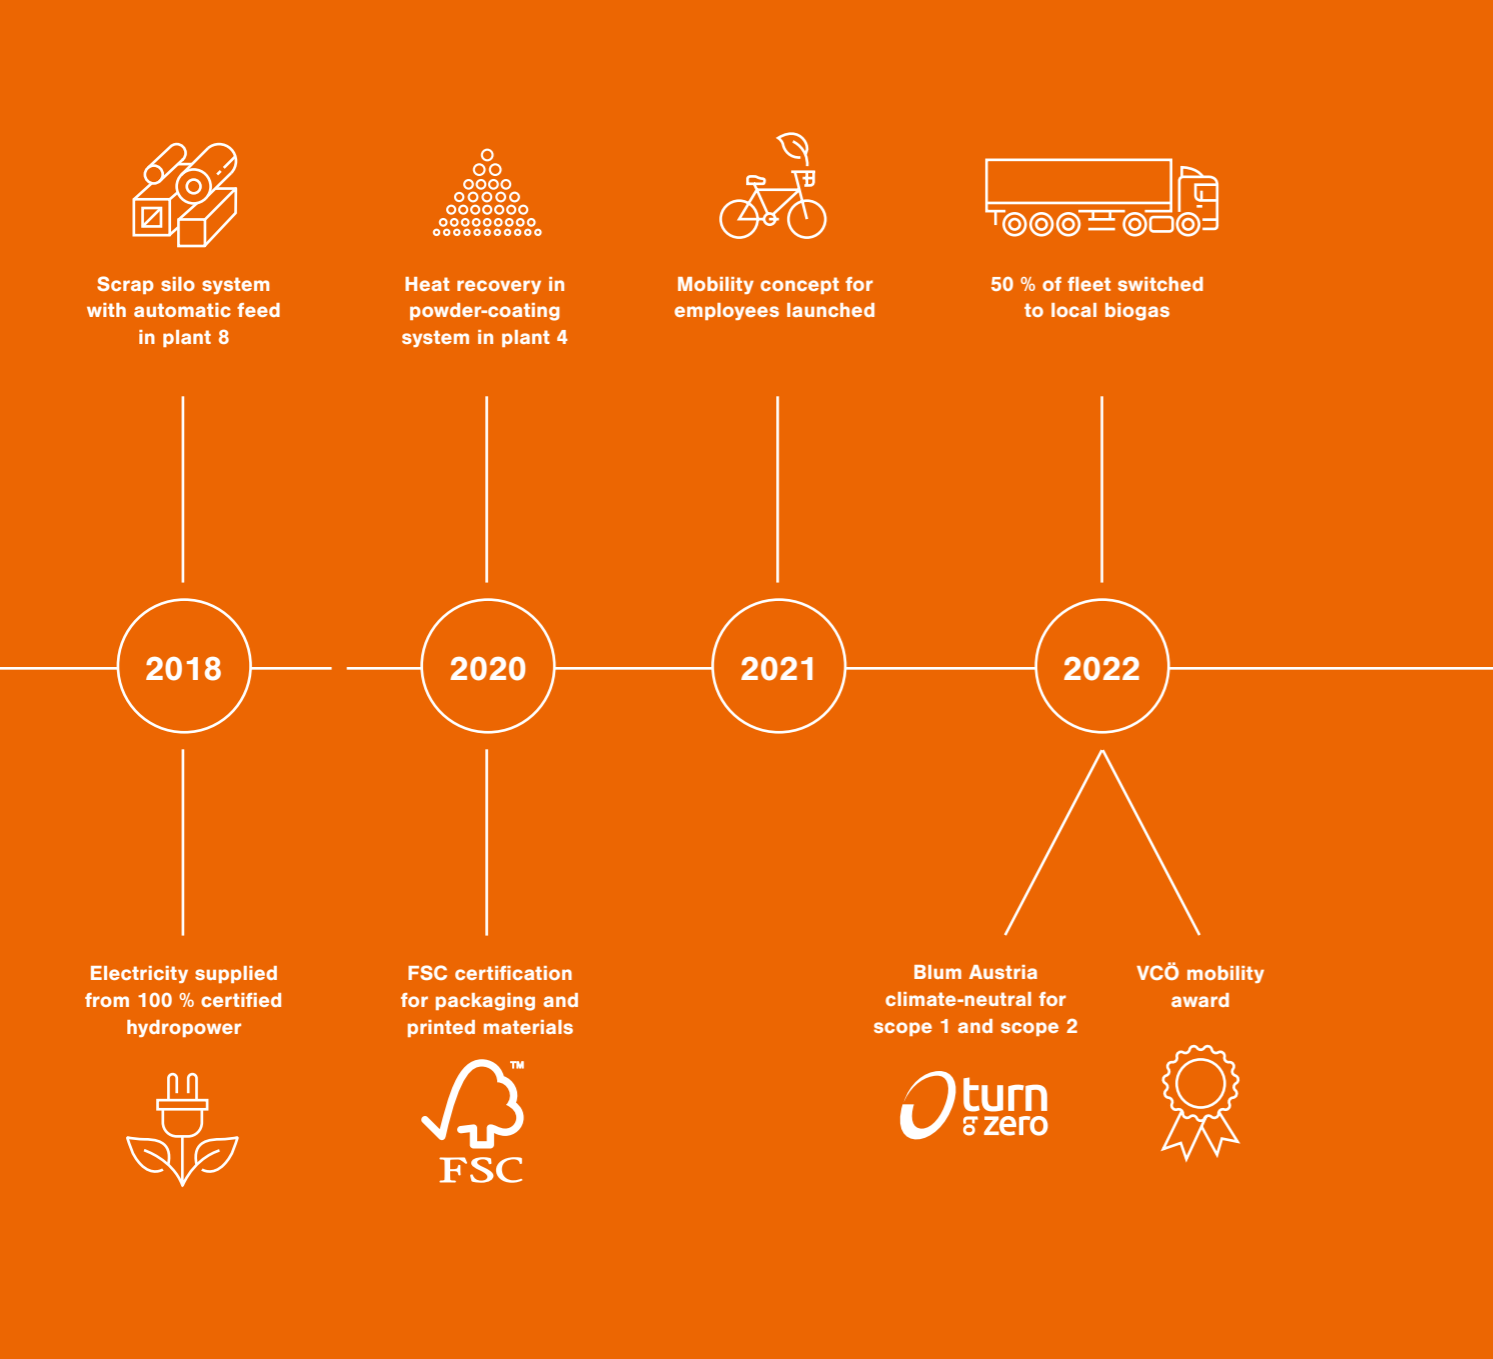 Scrap silo system
with automatic feed
in plant 8
Heat recovery in
powder-coating
system in plant 4
Mobility concept for
employees launched
50 % of fleet switched
to local biogas
2018
2020
2021
2022
Electricity supplied
from 100 % certified
hydropower
FSC certification
for packaging and
printed materials
TM
FSC
Blum Austria
climate-neutral for
scope 1 and scope 2
turn
to zero
VCÖ mobility
award